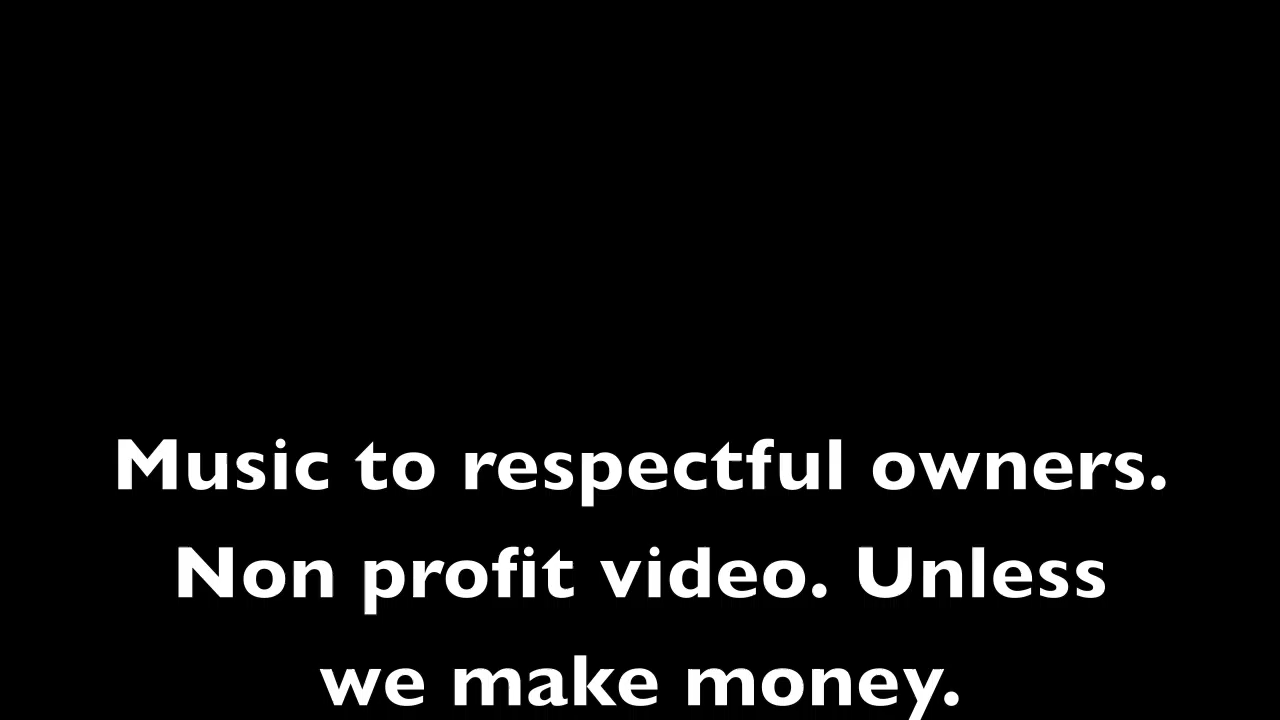 Music to respectful owners.
Non profit video. Unless
we make money.